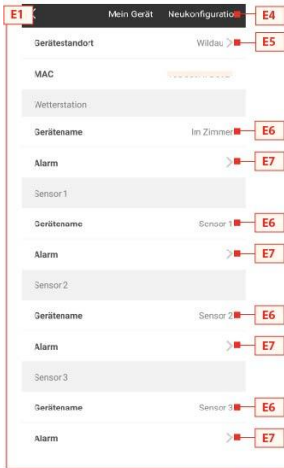 E1 Mein Gerät Neukonfiguration E4
Gerätestandort Wildau E5
MAC
Wetterstation
Gerätename Im Zimmer E6
Alarm E7
Sensor 1
Gerätename Sensor 1 E6
Alarm E7
Sensor 2
Gerätename Sensor 2 E6
Alarm E7
Sensor 3
Gerätename Sensor 3 E6
Alarm E7